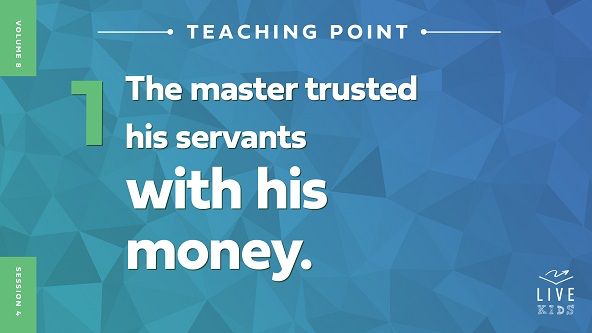 VOLUME 8
TEACHING POINT
1
The master trusted
his servants
with his
money.
SESSION 4
LIVE
KIDS